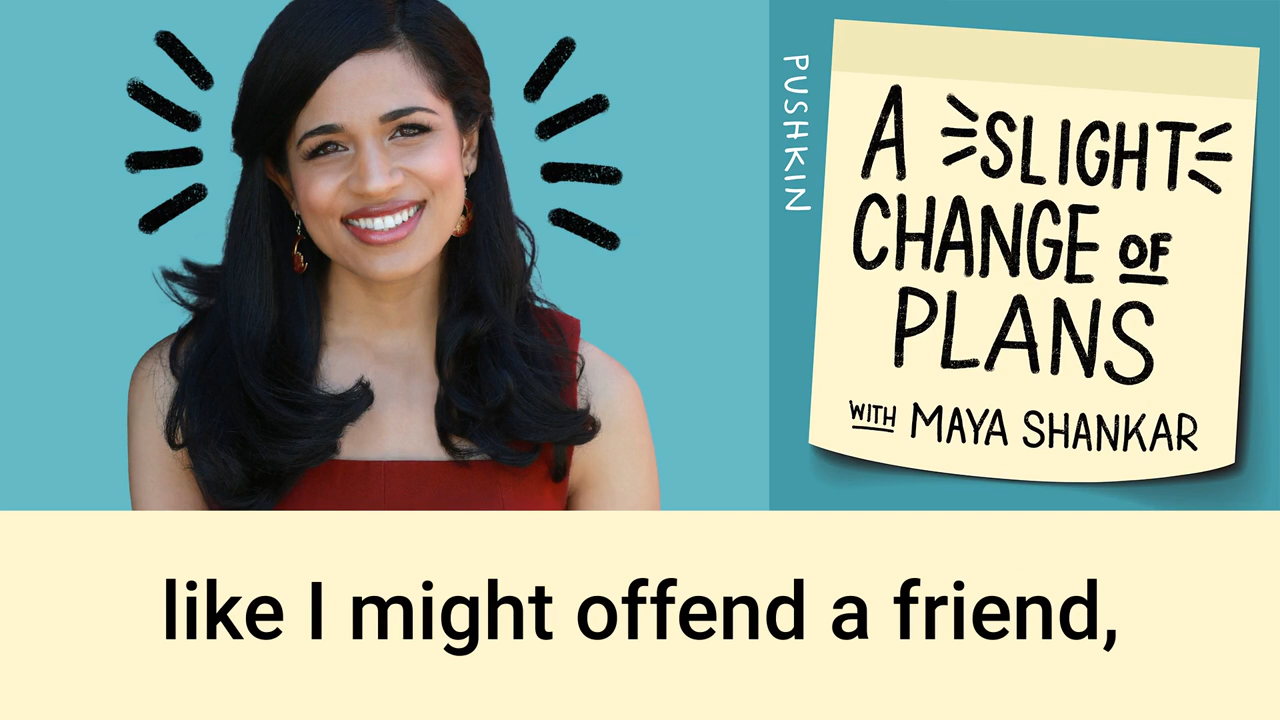 PUSHKIN
A SLIGHT
CHANGE OF
PLANS
WITH MAYA SHANKAR
like I might offend a friend,